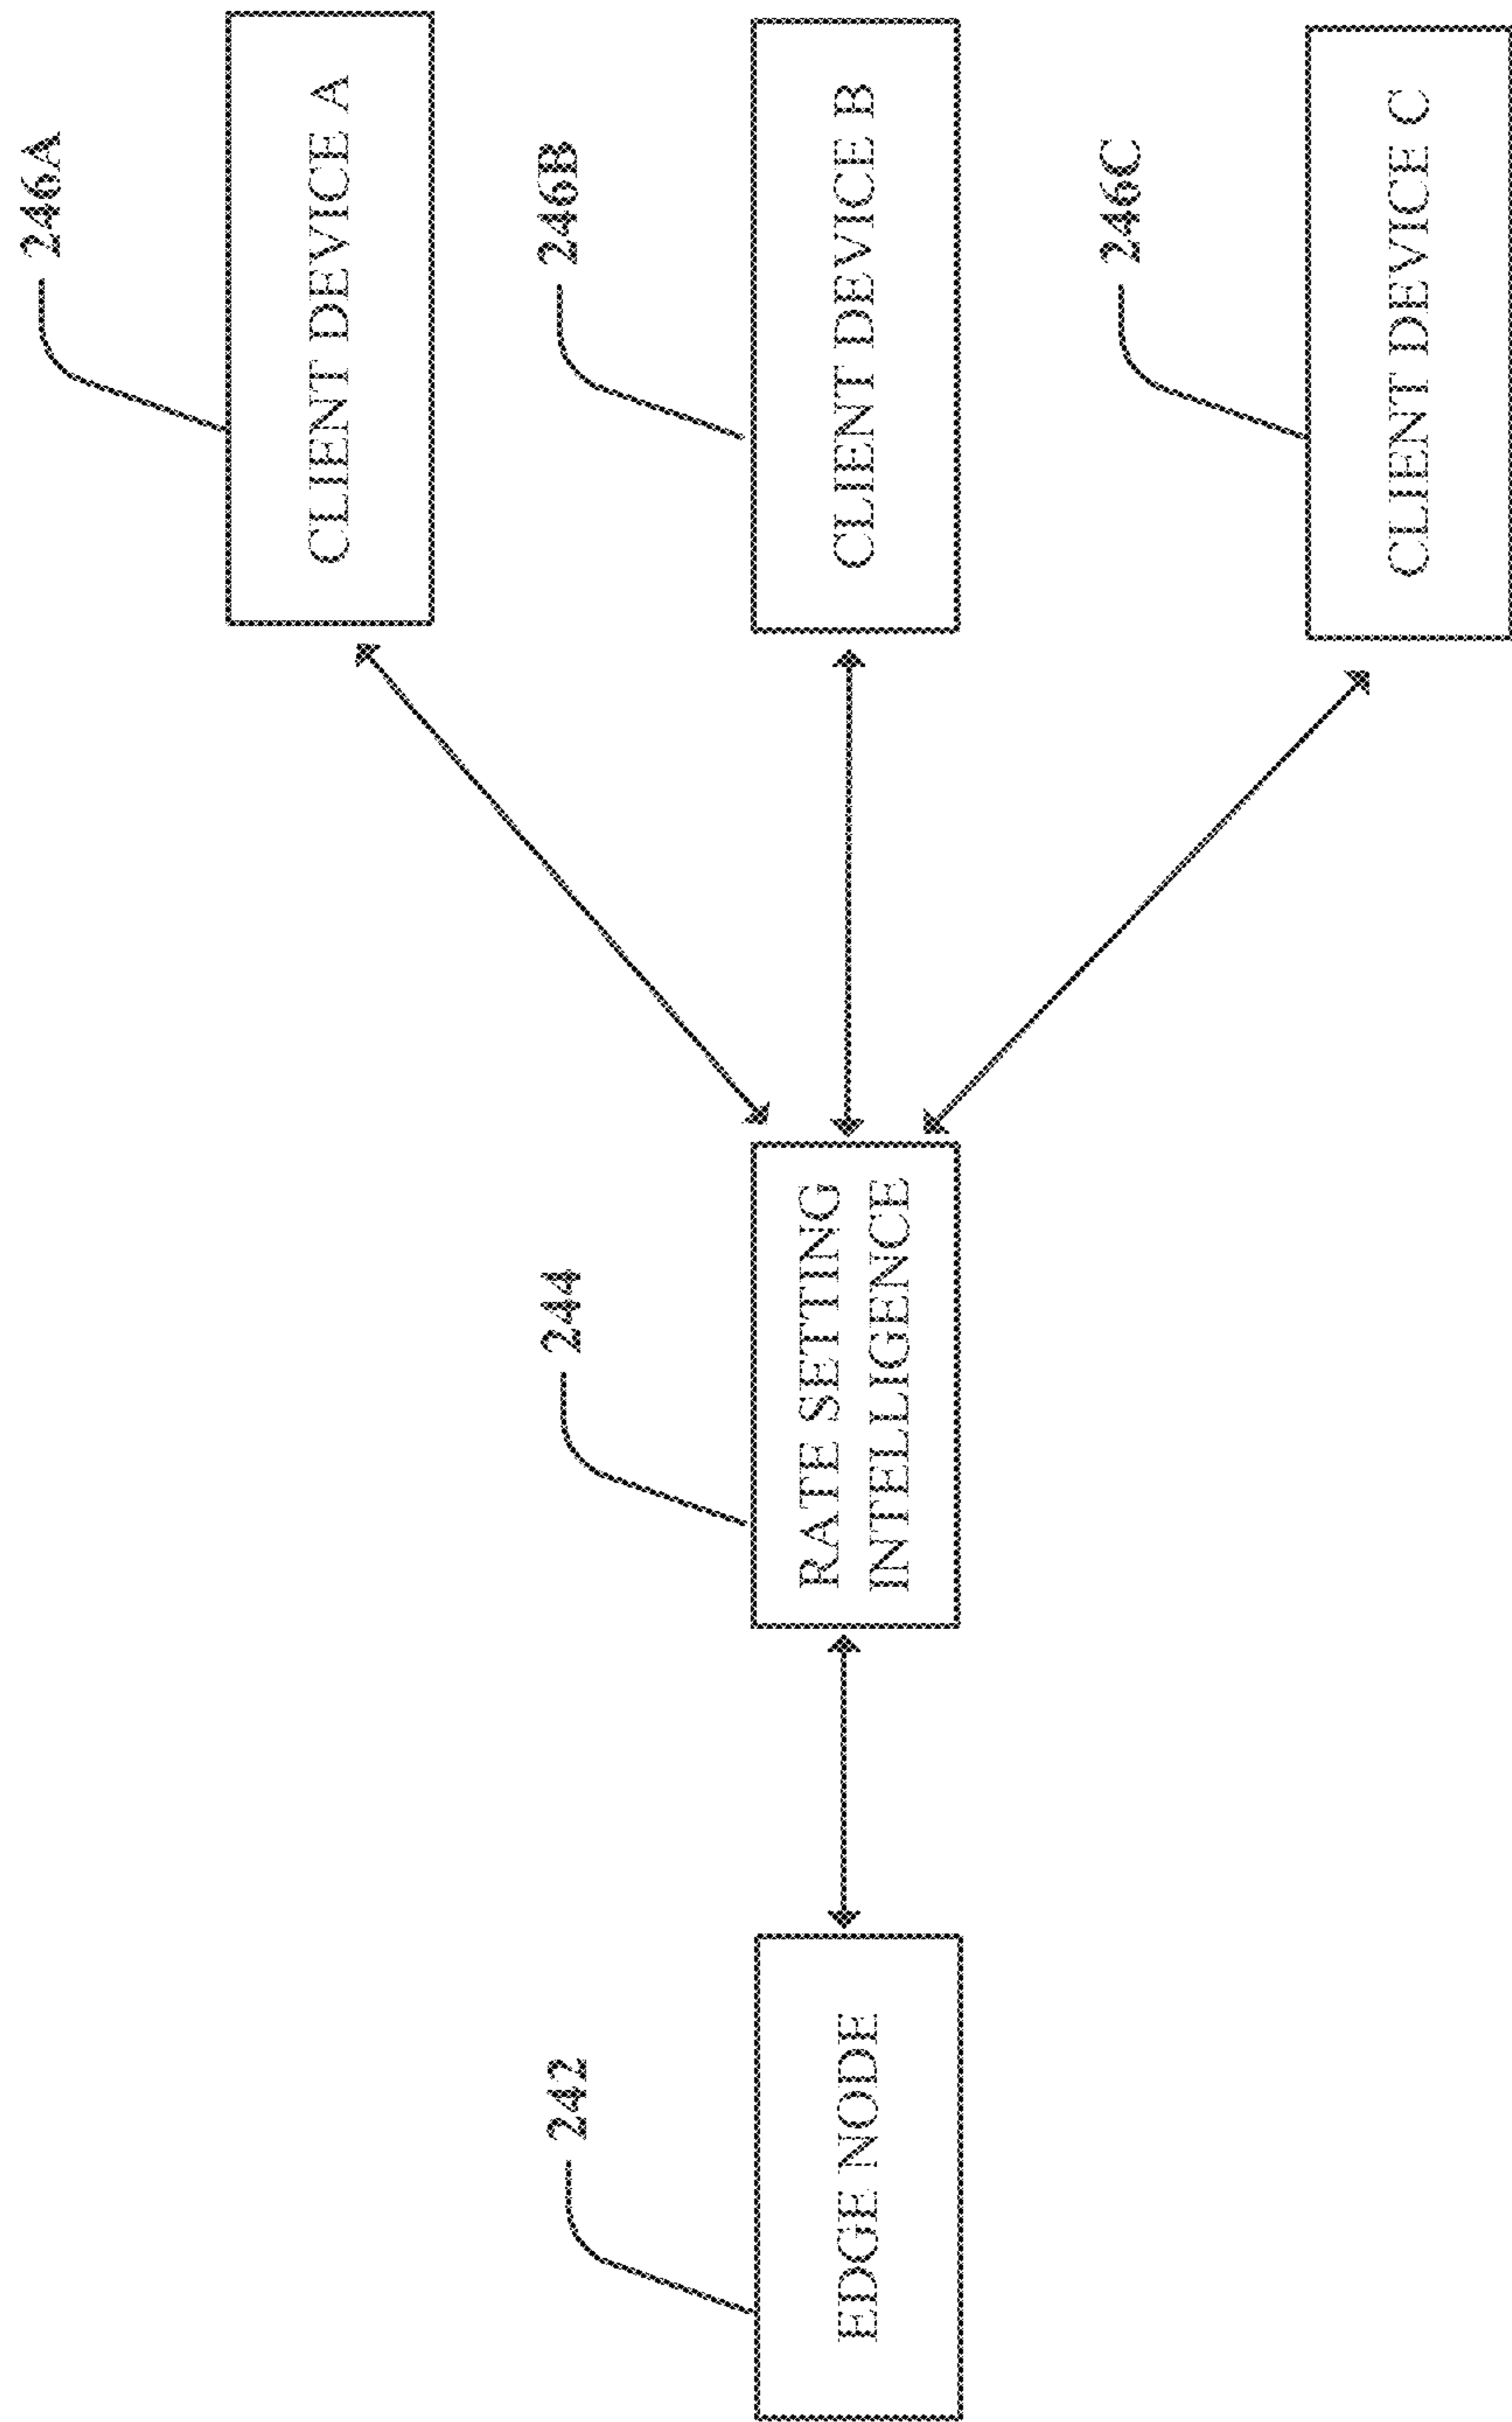 246A
CLIENT DEVICE A
246B
CLIENT DEVICE B
246C
CLIENT DEVICE C
244
RATE SETTING
INTELLIGENCE
242
EDGE NODE